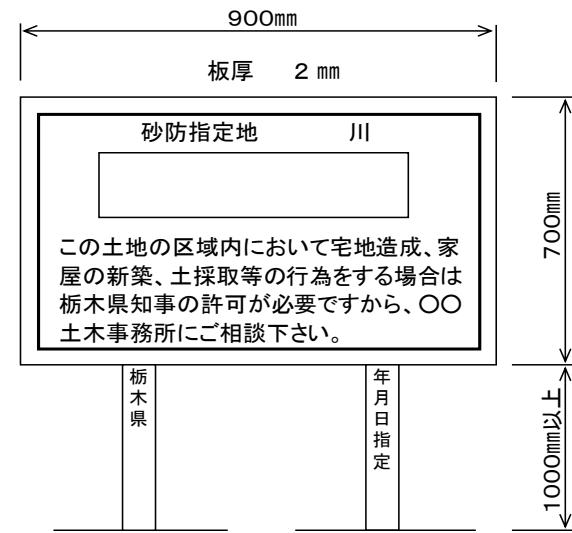 900㎜
板厚　2㎜
砂防指定地　川
この土地の区域内において宅地造成、家
屋の新築、土採取等の行為をする場合は
栃木県知事の許可が必要ですから、〇〇
土木事務所にご相談下さい。
700㎜
栃木県
年月日指定
1000㎜以上